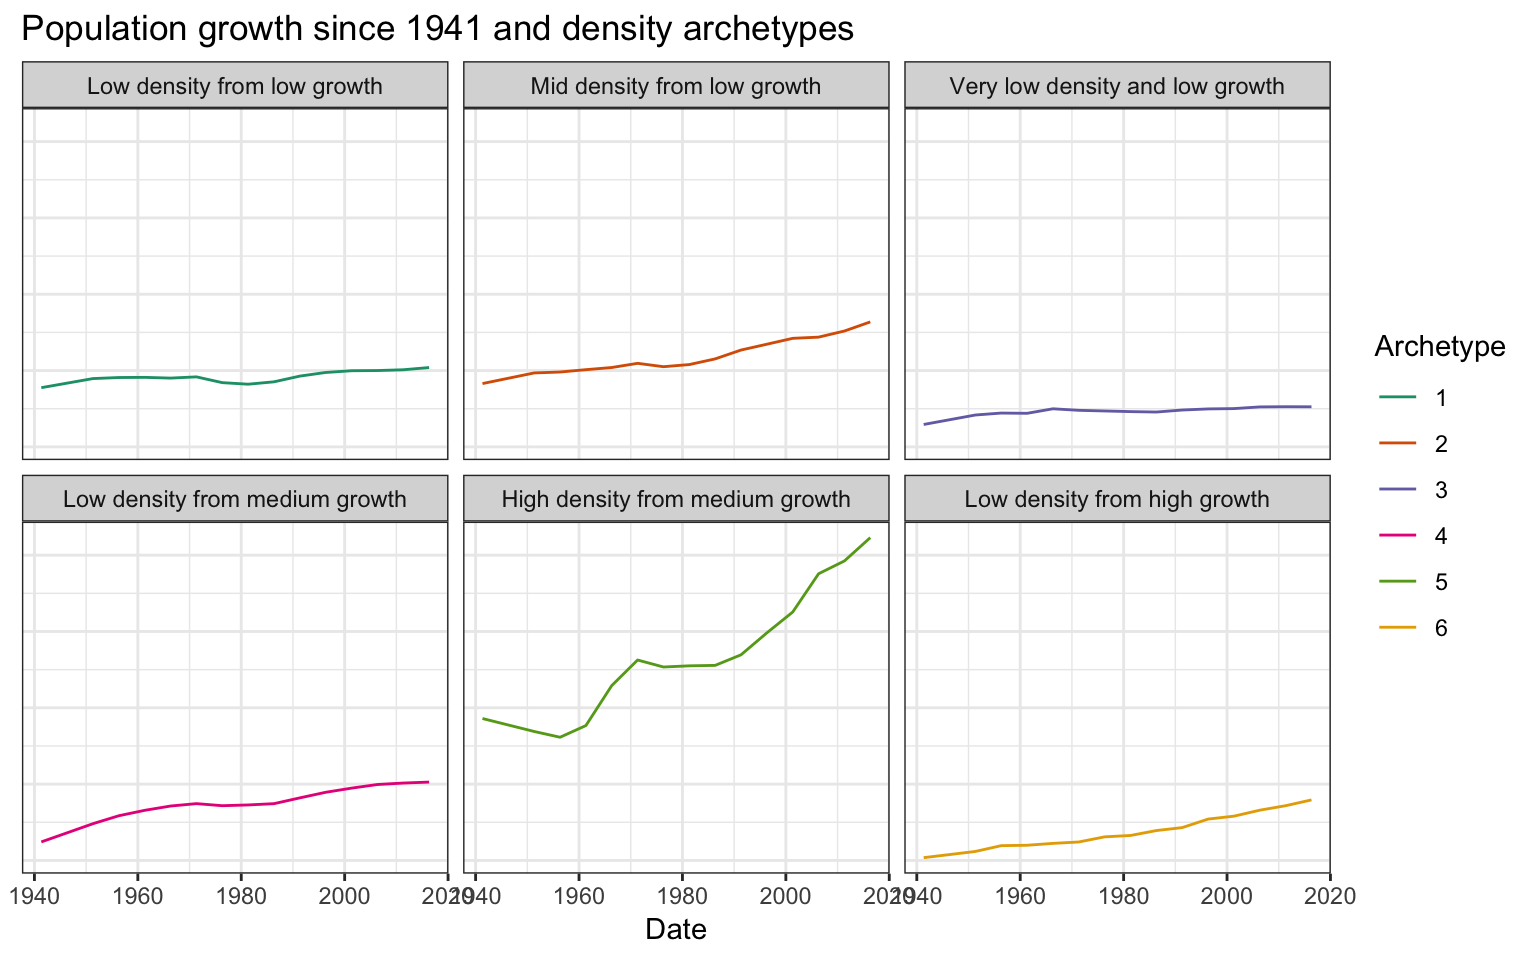 Population growth since 1941 and density archetypes
Low density from low growth
Mid density from low growth
Very low density and low growth
Low density from medium growth
High density from medium growth
Low density from high growth
1940 1960 1980 2000 2020
1940 1960 1980 2000 2020
1940 1960 1980 2000 2020
Date
Archetype
1
2
3
4
5
6